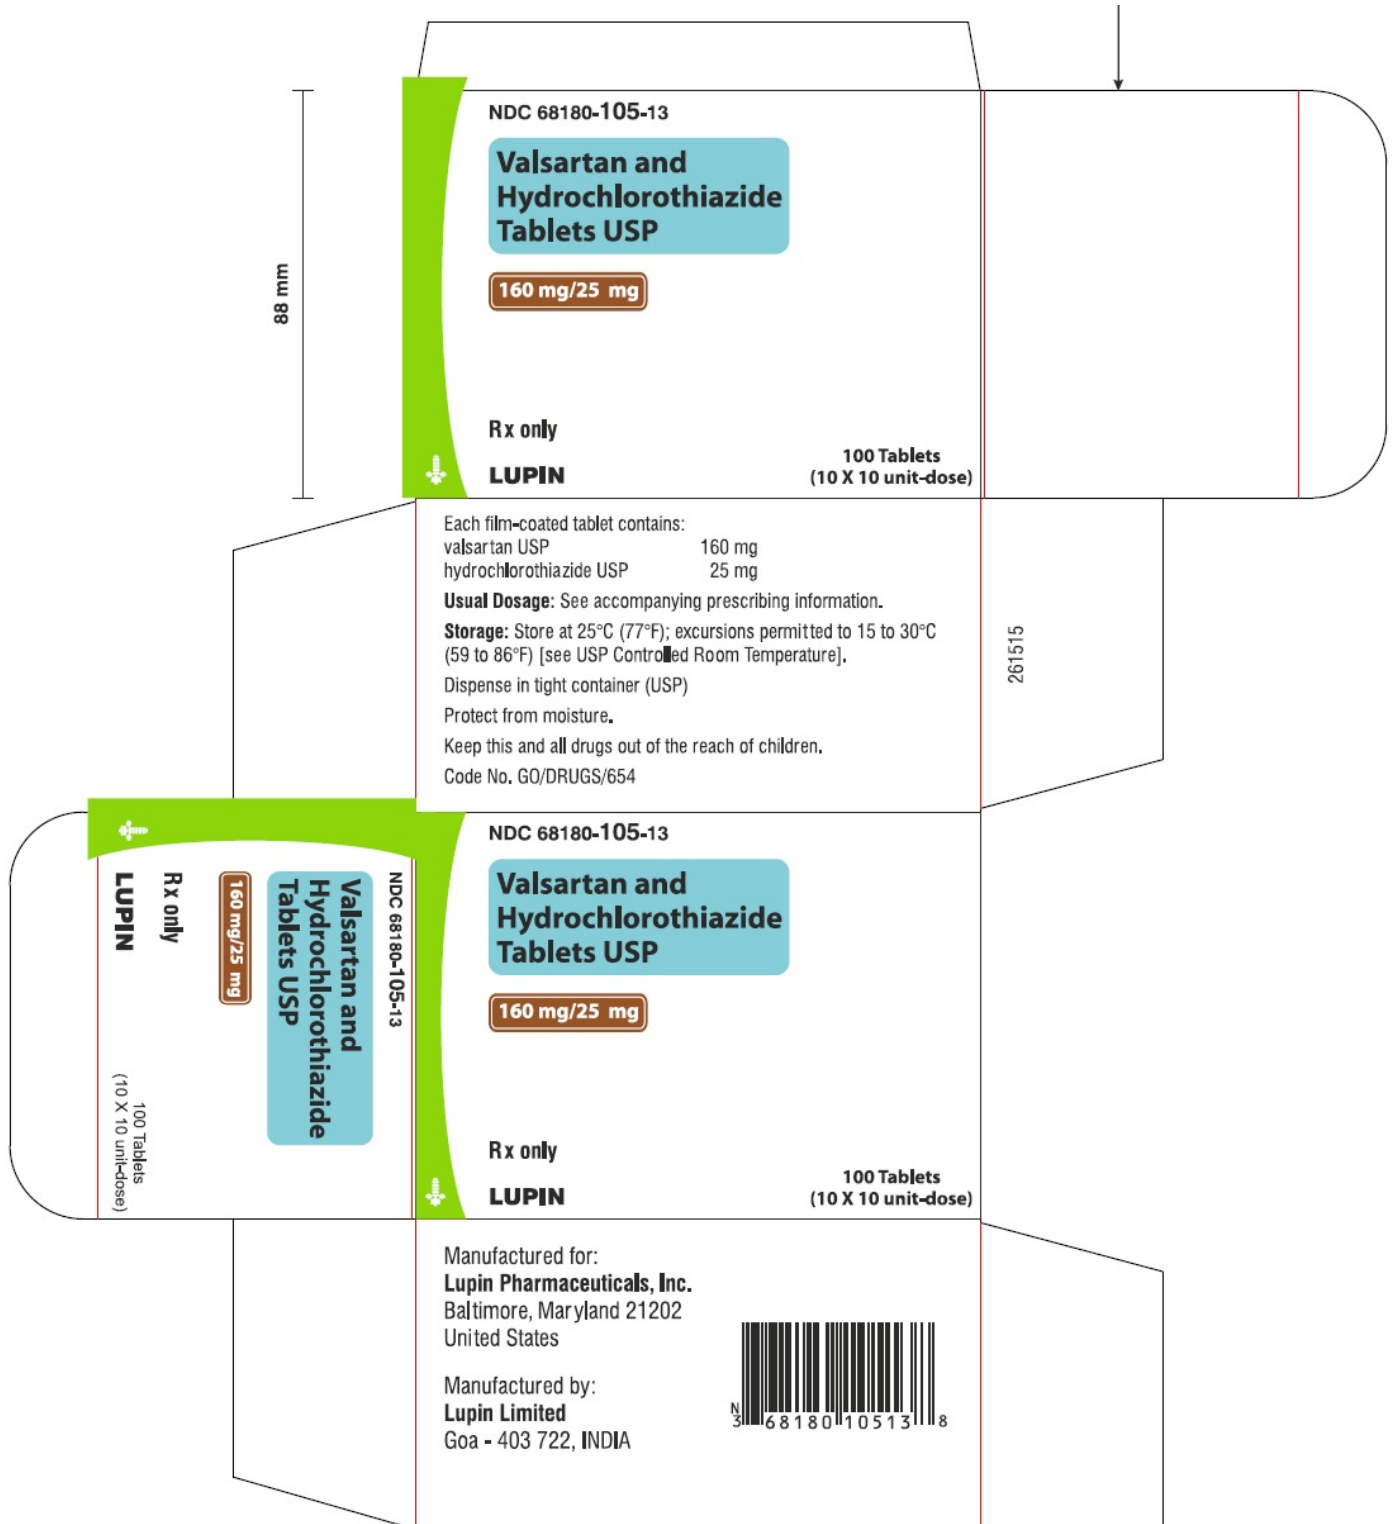 NDC 68180-105-13
Valsartan and
Hydrochlorothiazide
Tablets USP
160 mg/25 mg
Rx only
LUPIN
100 Tablets
(10 X 10 unit-dose)
88 mm
Each film-coated tablet contains:
valsartan USP 160 mg
hydrochlorothiazide USP 25 mg
Usual Dosage: See accompanying prescribing information.
Storage: Store at 25°C (77°F); excursions permitted to 15 to 30°C
(59 to 86°F) [see USP Controlled Room Temperature].
Dispense in tight container (USP)
Protect from moisture.
Keep this and all drugs out of the reach of children.
Code No. GO/DRUGS/654
261515
NDC 68180-105-13
Valsartan and
Hydrochlorothiazide
Tablets USP
160 mg/25 mg
Rx only
LUPIN
100 Tablets
(10 X 10 unit-dose)
NDC 68180-105-13
Valsartan and
Hydrochlorothiazide
Tablets USP
160 mg/25 mg
Rx only
LUPIN
100 Tablets
(10 X 10 unit-dose)
Manufactured for:
Lupin Pharmaceuticals, Inc.
Baltimore, Maryland 21202
United States
Manufactured by:
Lupin Limited
Goa - 403 722, INDIA
N
3 68180 10513 8